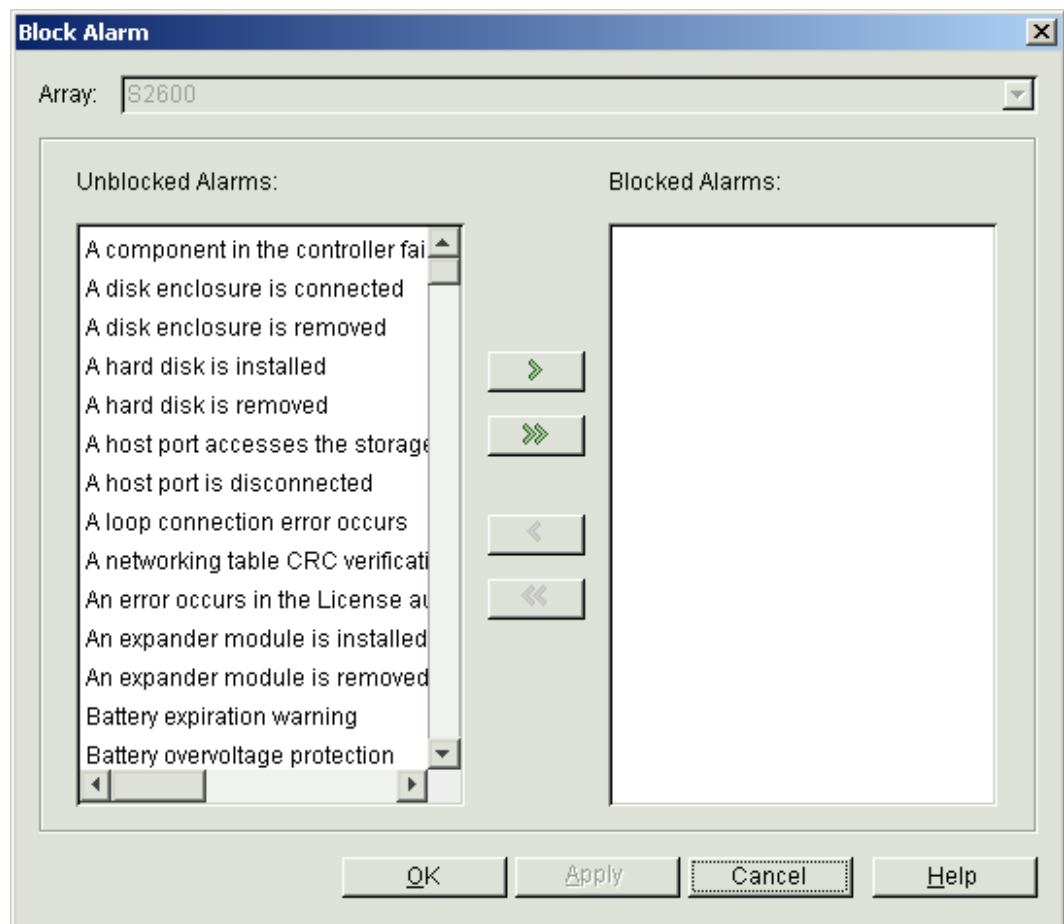 Block Alarm
Array: S2600
Unblocked Alarms:
Blocked Alarms:
A component in the controller fai
A disk enclosure is connected
A disk enclosure is removed
A hard disk is installed
A hard disk is removed
A host port accesses the storage
A host port is disconnected
A loop connection error occurs
A networking table CRC verificati
An error occurs in the License au
An expander module is installed
An expander module is removed
Battery expiration warning
Battery overvoltage protection
OK Apply Cancel Help